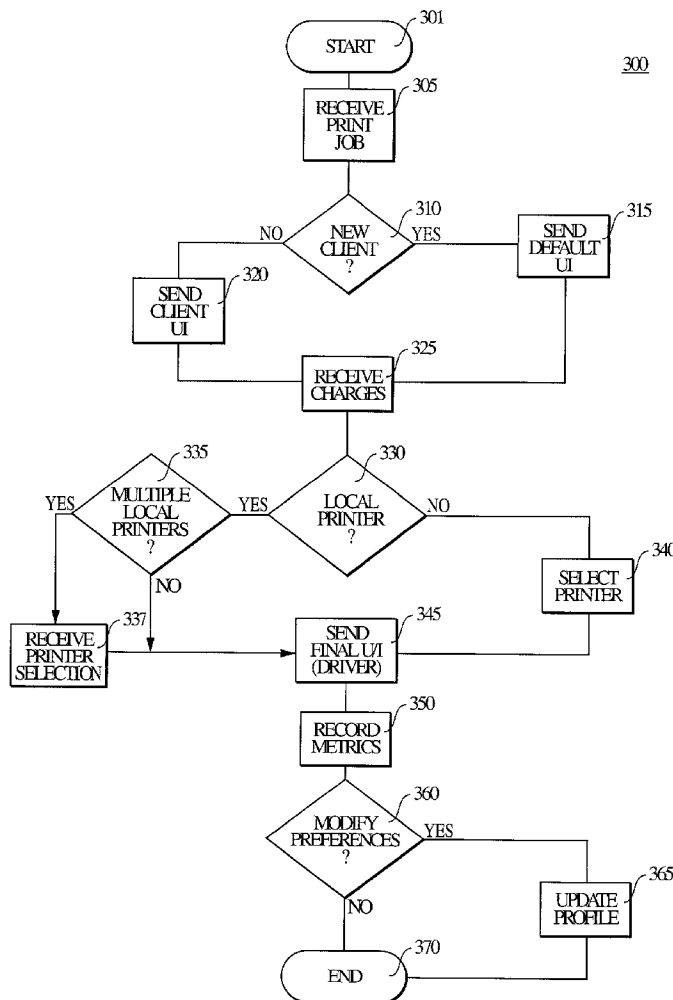 301
START
300
305
RECEIVE
PRINT
JOB
310
NEW
CLIENT
?
NO
YES
315
SEND
DEFAULT
UI
320
SEND
CLIENT
UI
325
RECEIVE
CHARGES
335
MULTIPLE
LOCAL
PRINTERS
?
YES
NO
330
LOCAL
PRINTER
?
YES
NO
340
SELECT
PRINTER
337
RECEIVE
PRINTER
SELECTION
345
SEND
FINAL U/I
(DRIVER)
350
RECORD
METRICS
360
MODIFY
PREFERENCES
?
YES
NO
365
UPDATE
PROFILE
370
END